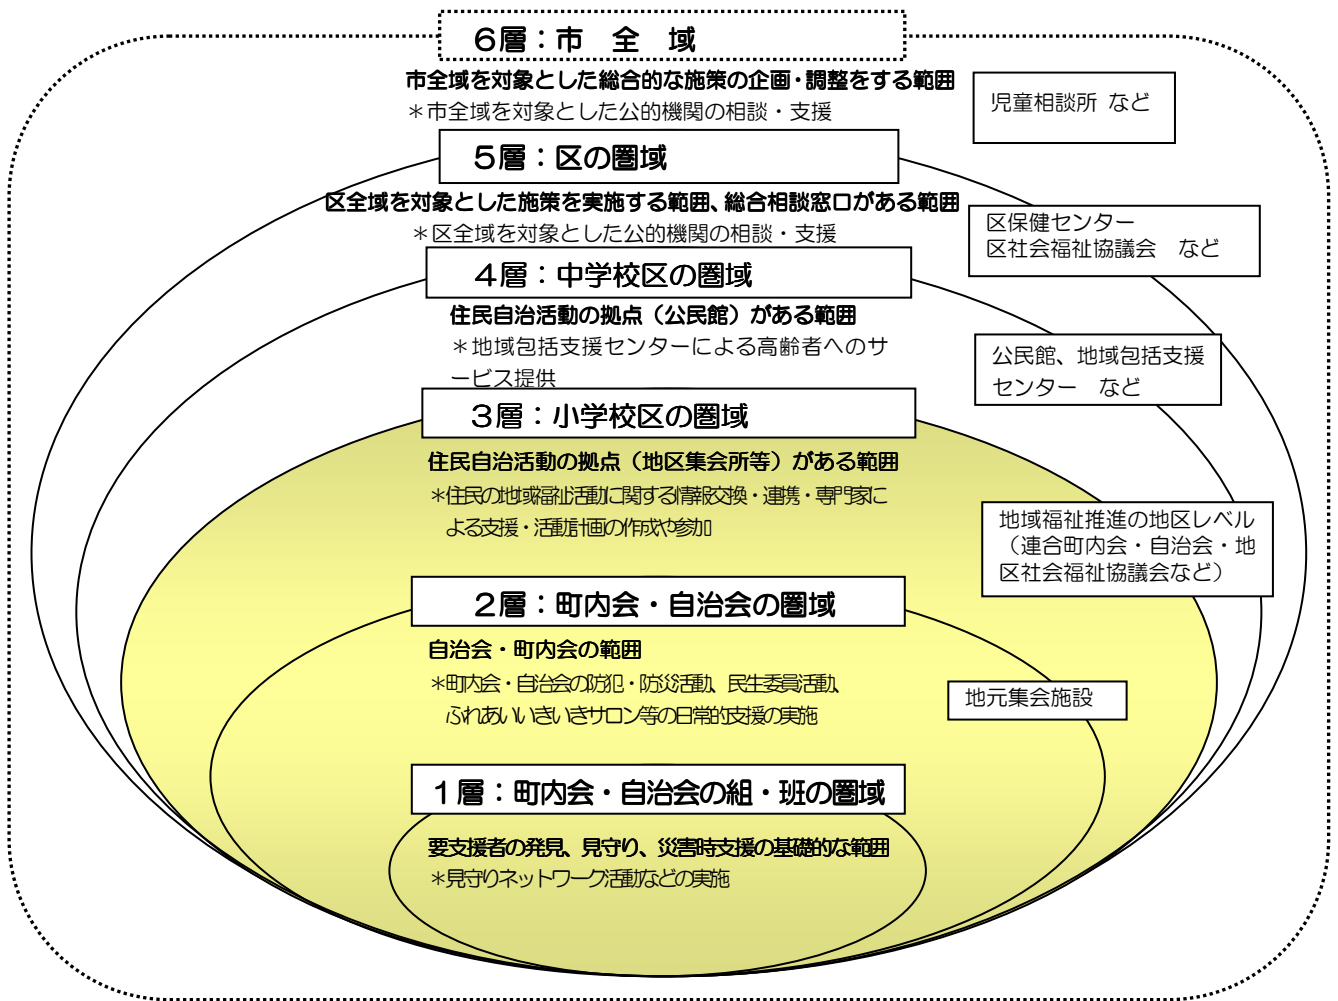 ６層：市　全　域
市全域を対象とした総合的な施策の企画・調整をする範囲
＊市全域を対象とした公的機関の相談・支援
児童相談所 など
５層：区の圏域
区全域を対象とした施策を実施する範囲、総合相談窓口がある範囲
＊区全域を対象とした公的機関の相談・支援
区保健センター
区社会福祉協議会　など
４層：中学校区の圏域
住民自治活動の拠点（公民館）がある範囲
＊地域包括支援センターによる高齢者へのサ
ービス提供
公民館、地域包括支援
センター　など
３層：小学校区の圏域
住民自治活動の拠点（地区集会所等）がある範囲
＊住民の地域福祉活動に関する情報交換・連携・専門家に
よる支援・活動計画の作成や参加
地域福祉推進の地区レベル
（連合町内会・自治会・地
区社会福祉協議会など）
２層：町内会・自治会の圏域
自治会・町内会の範囲
＊町内会・自治会の防犯・防災活動、民生委員活動、
ふれあいいきいきサロン等の日常的支援の実施
地元集会施設
１層：町内会・自治会の組・班の圏域
要支援者の発見、見守り、災害時支援の基礎的な範囲
＊見守りネットワーク活動などの実施